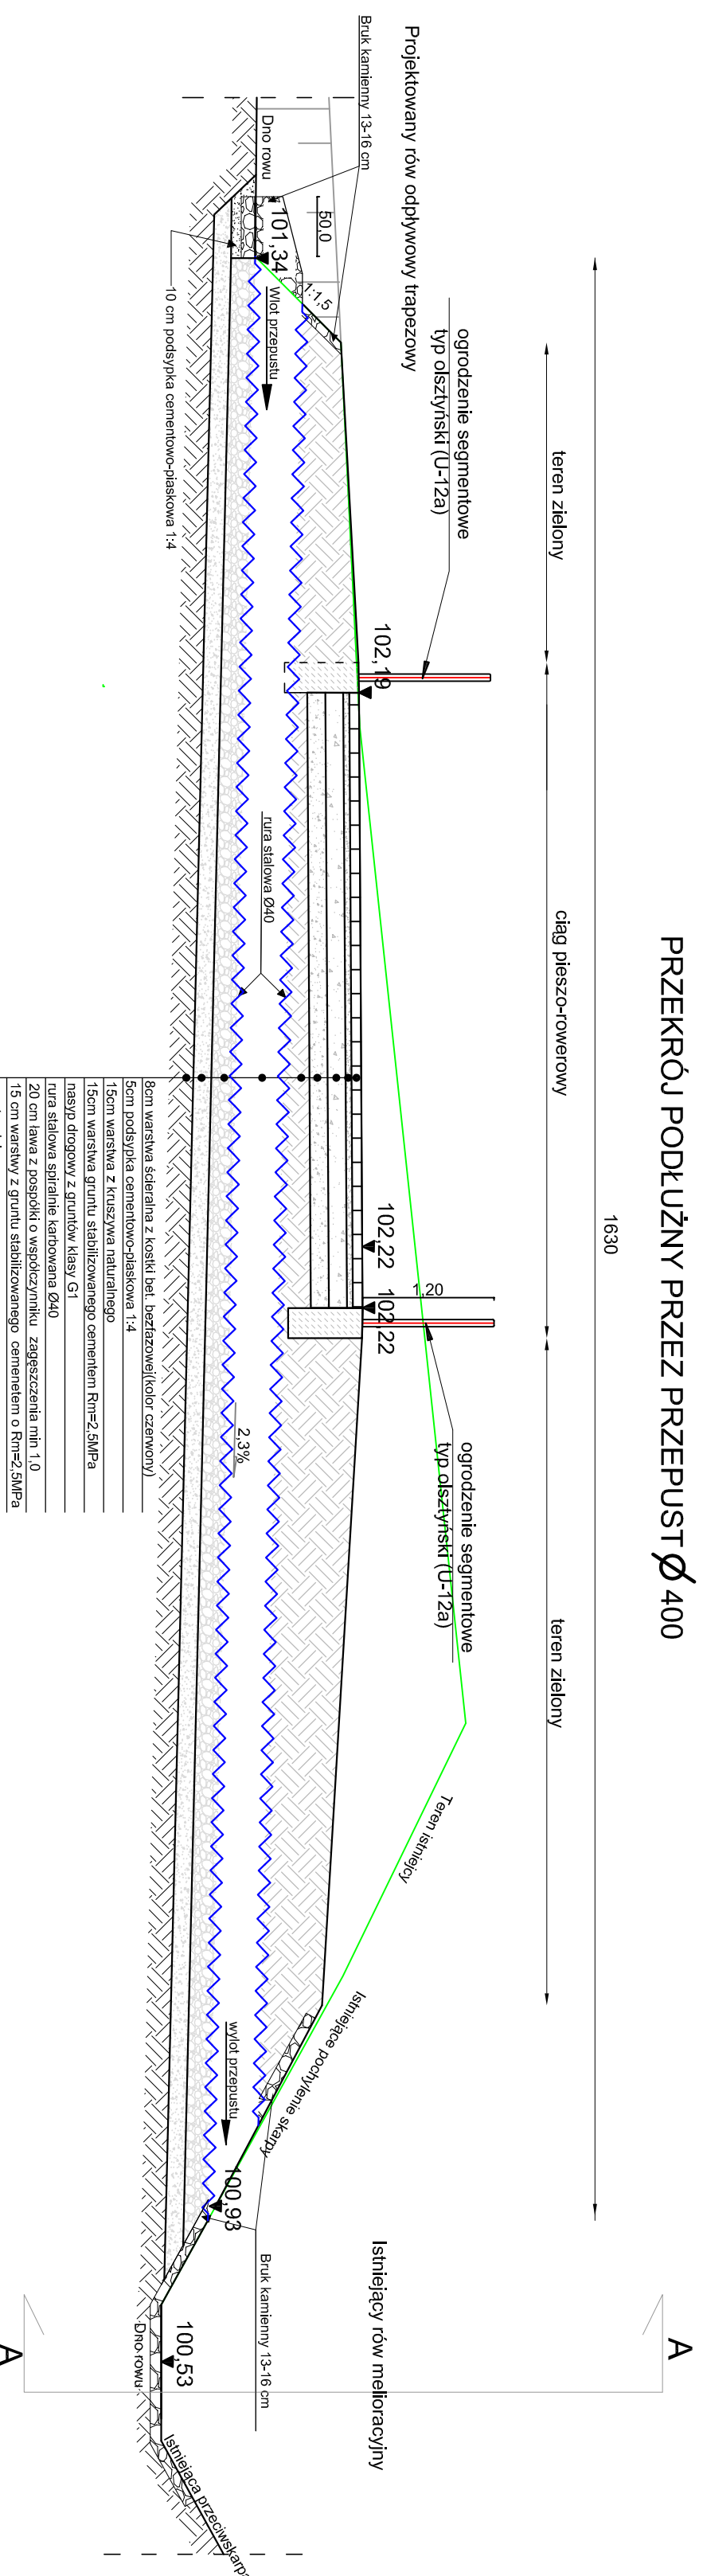 PRZEKRÓJ PODŁUŻNY PRZEZ PRZEPUST Ø 400
1630
teren zielony
ciąg pieszo-rowerowy
teren zielony
ogrodzenie segmentowe
typ olsztyński (U-12a)
ogrodzenie segmentowe
typ olsztyński (U-12a)
1,20
Projektowany rów odpływowy trapezowy
Bruk kamienny 13-16 cm
Dno rowu
50,0
101,34
1:1,5
Wlot przepustu
10 cm podsypka cementowo-piaskowa 1:4
102,19
102,22
102,22
rura stalowa Ø40
2,3%
Teren istniejcy
Istniejące pochylenie skarpy
wylot przepustu
100,93
Bruk kamienny 13-16 cm
Istniejący rów melioracyjny
100,53
Dno rowu
Istniejąca przeciwskarpa
A
A
8cm warstwa ścieralna z kostki bet. bezfazowej(kolor czerwony)
5cm podsypka cementowo-piaskowa 1:4
15cm warstwa z kruszywa naturalnego
15cm warstwa gruntu stabilizowanego cementem Rm=2,5MPa
nasyp drogowy z gruntów klasy G1
rura stalowa spiralnie karbowana Ø40
20 cm ława z pospółki o współczynniku zagęszczenia min 1,0
15 cm warstwy z gruntu stabilizowanego cemenetem o Rm=2,5MPa